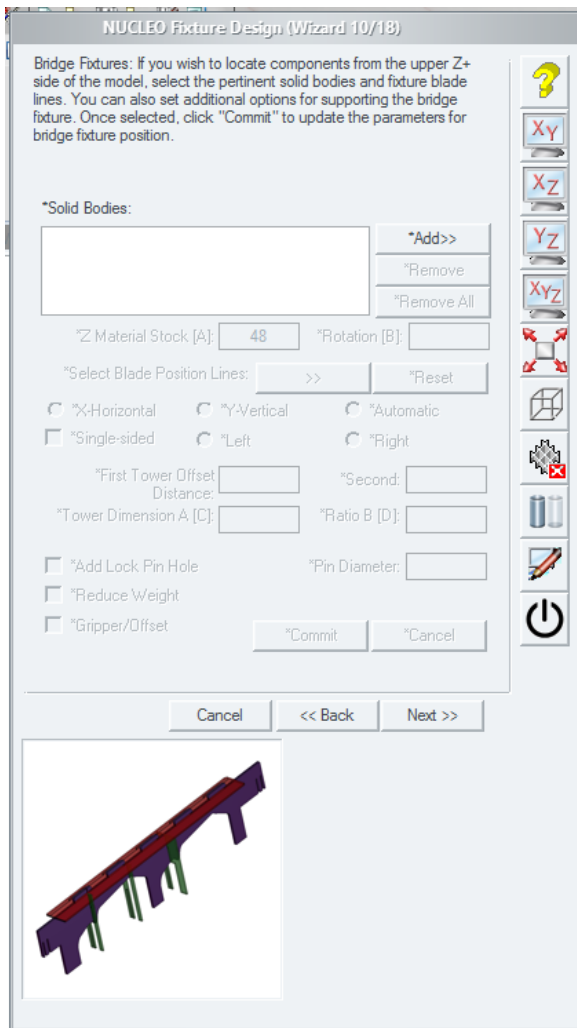 NUCLEO Fixture Design (Wizard 10/18)
Bridge Fixtures: If you wish to locate components from the upper Z+
side of the model, select the pertinent solid bodies and fixture blade
lines. You can also set additional options for supporting the bridge
fixture. Once selected, click "Commit" to update the parameters for
bridge fixture position.
*Solid Bodies:
*Add>>
*Remove
*Remove All
*Z Material Stock [A]: 48 *Rotation [B]:
*Select Blade Position Lines: >> *Reset
*X-Horizontal *Y-Vertical *Automatic
*Single-sided *Left *Right
*First Tower Offset
Distance: *Second:
*Tower Dimension A [C]: *Ratio B [D]:
*Add Lock Pin Hole *Pin Diameter:
*Reduce Weight
*Gripper/Offset *Commit *Cancel
Cancel << Back Next >>
?
XY
XZ
YZ
XYZ